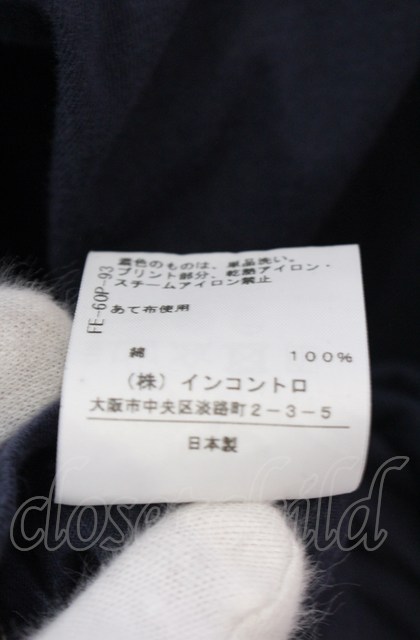 濃色のものは、単品洗い。
プリント部分、乾熱アイロン・
スチームアイロン禁止
あて布使用
FE-60P-93
綿 100%
（株）インコントロ
大阪市中央区淡路町2-3-5
日本製
closet child